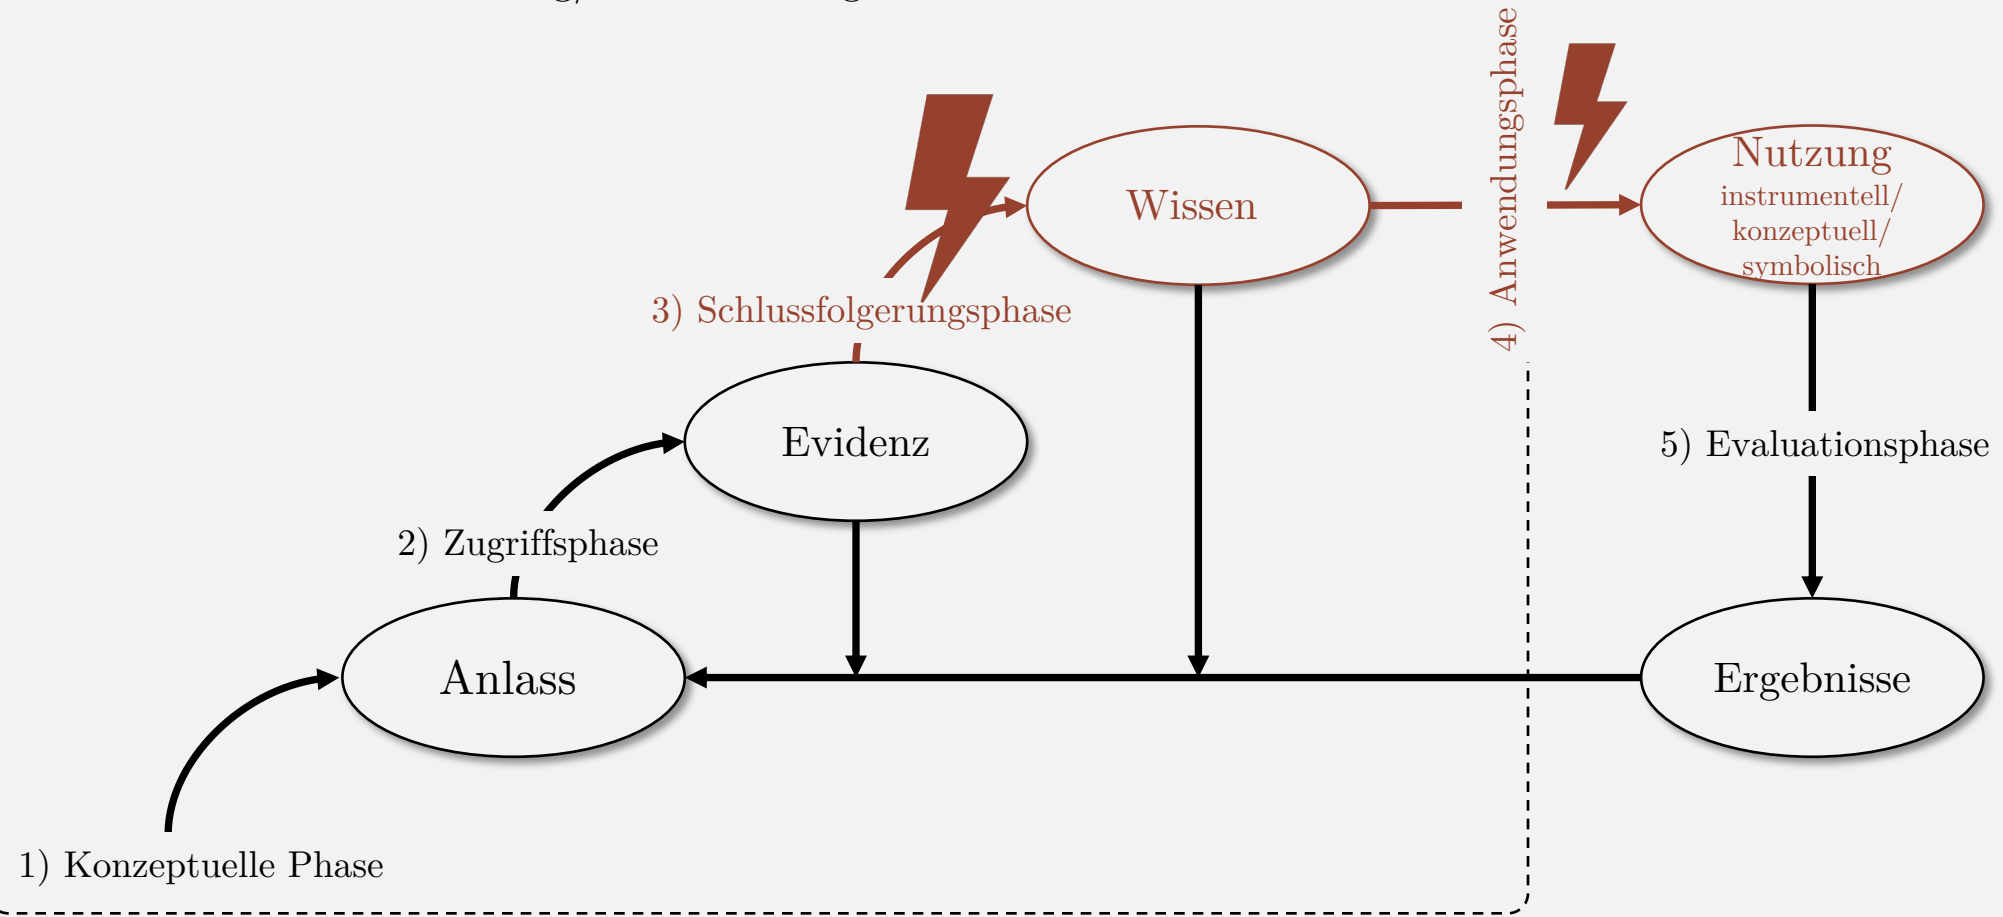 4) Anwendungsphase
Nutzung
instrumentell/
konzeptuell/
symbolisch
Wissen
3) Schlussfolgerungsphase
Evidenz
5) Evaluationsphase
2) Zugriffsphase
Anlass
Ergebnisse
1) Konzeptuelle Phase